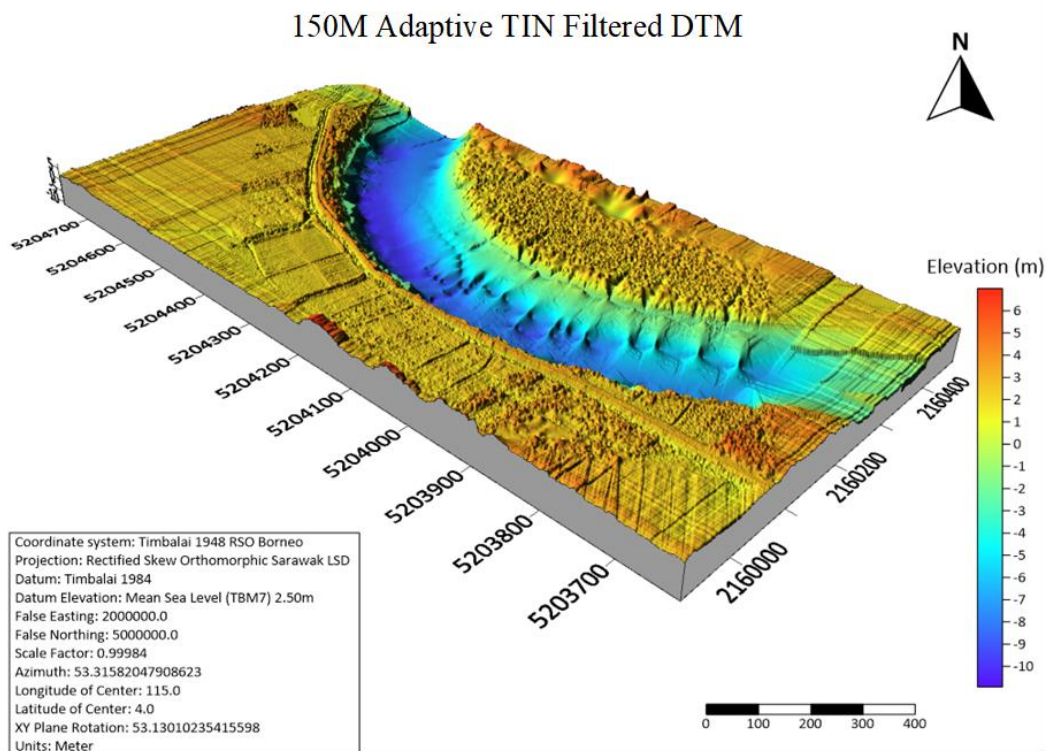 150M Adaptive TIN Filtered DTM
N
5204700
5204600
5204500
5204400
5204300
5204200
5204100
5204000
5203900
5203800
5203700
2160000
2160200
2160400
Elevation (m)
6
5
4
3
2
1
0
-1
-2
-3
-4
-5
-6
-7
-8
-9
-10
Coordinate system: Timbalai 1948 RSO Borneo
Projection: Rectified Skew Orthomorphic Sarawak LSD
Datum: Timbalai 1984
Datum Elevation: Mean Sea Level (TBM7) 2.50m
False Easting: 2000000.0
False Northing: 5000000.0
Scale Factor: 0.99984
Azimuth: 53.31582047908623
Longitude of Center: 115.0
Latitude of Center: 4.0
XY Plane Rotation: 53.13010235415598
Units: Meter
0 100 200 300 400